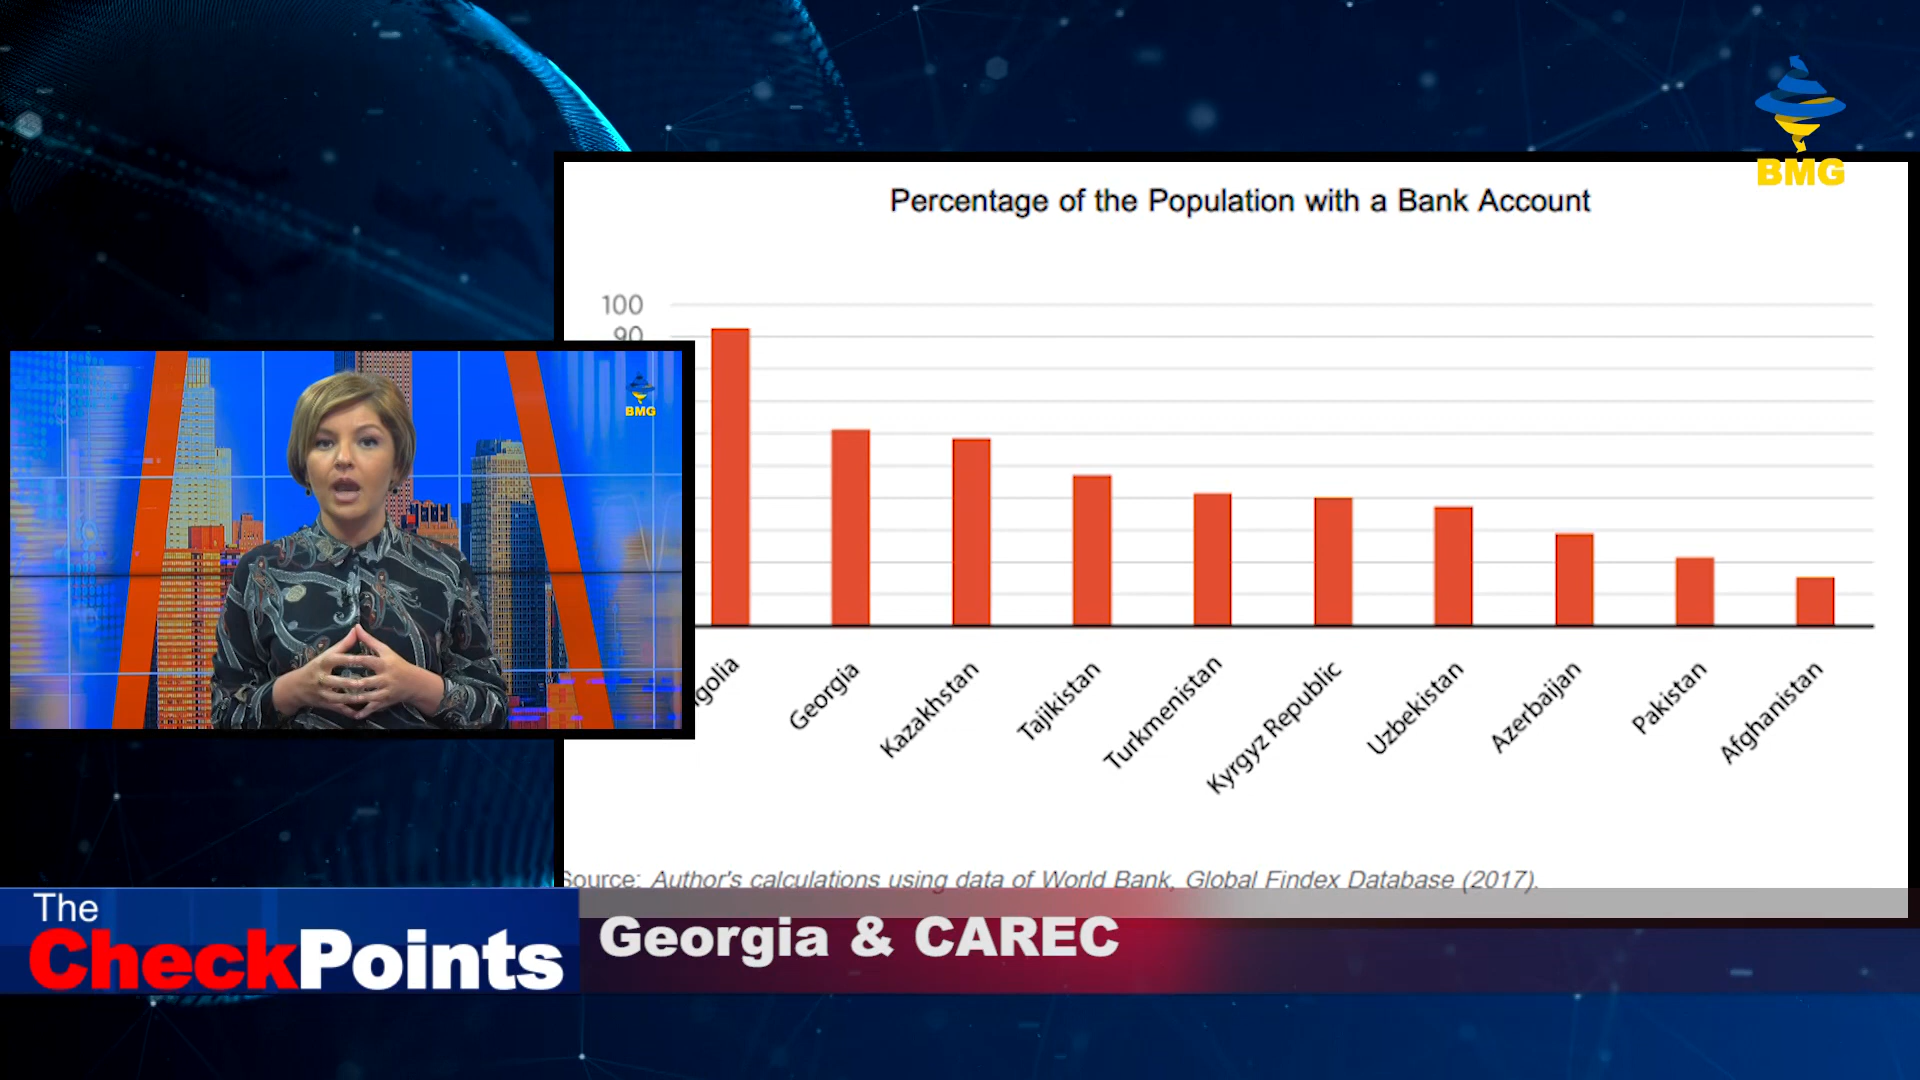 BMG
Percentage of the Population with a Bank Account
100
90
BMG
golia
Georgia
Kazakhstan
Tajikistan
Turkmenistan
Kyrgyz Republic
Uzbekistan
Azerbaijan
Pakistan
Afghanistan
Source: Author's calculations using data of World Bank, Global Findex Database (2017).
The
CheckPoints
Georgia & CAREC